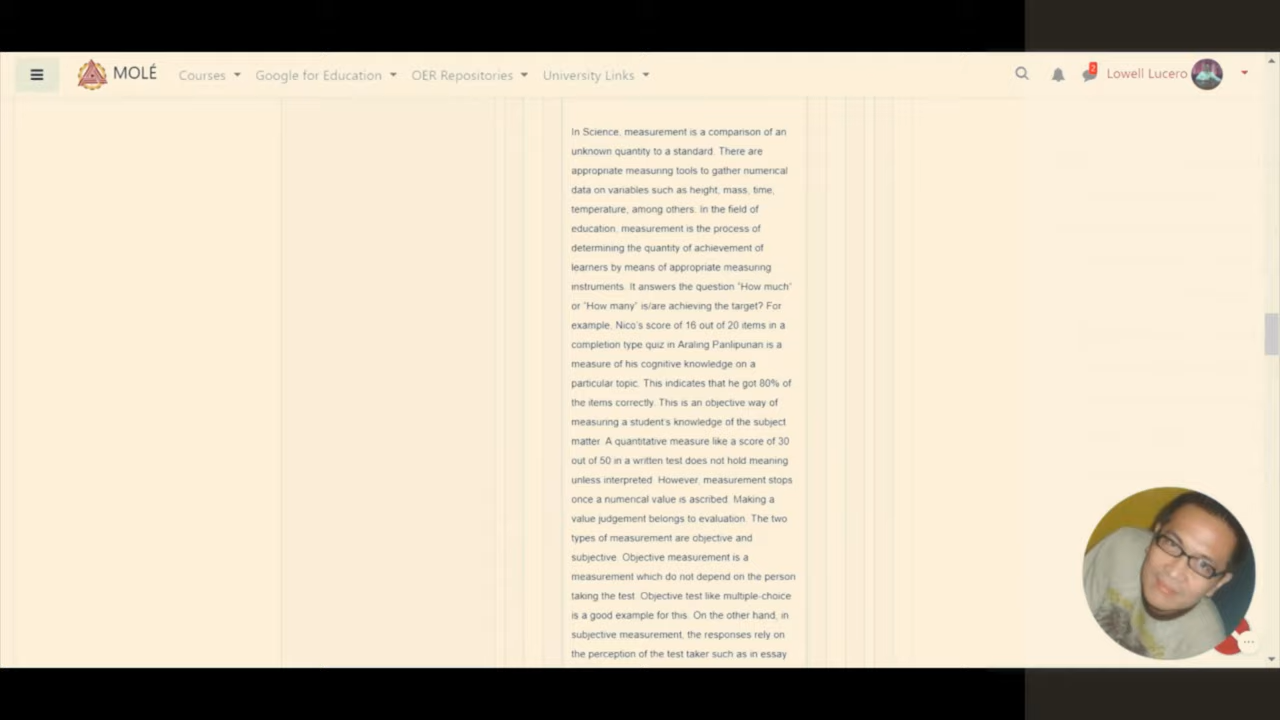 MOLÉ
Courses
Google for Education
OER Repositories
University Links
2
Lowell Lucero
In Science, measurement is a comparison of an
unknown quantity to a standard. There are
appropriate measuring tools to gather numerical
data on variables such as height, mass, time,
temperature, among others. In the field of
education, measurement is the process of
determining the quantity of achievement of
learners by means of appropriate measuring
instruments. It answers the question "How much"
or "How many" is/are achieving the target? For
example, Nico's score of 16 out of 20 items in a
completion type quiz in Araling Panlipunan is a
measure of his cognitive knowledge on a
particular topic. This indicates that he got 80% of
the items correctly. This is an objective way of
measuring a student's knowledge of the subject
matter. A quantitative measure like a score of 30
out of 50 in a written test does not hold meaning
unless interpreted. However, measurement stops
once a numerical value is ascribed. Making a
value judgement belongs to evaluation. The two
types of measurement are objective and
subjective. Objective measurement is a
measurement which do not depend on the person
taking the test. Objective test like multiple-choice
is a good example for this. On the other hand, in
subjective measurement, the responses rely on
the perception of the test taker such as in essay